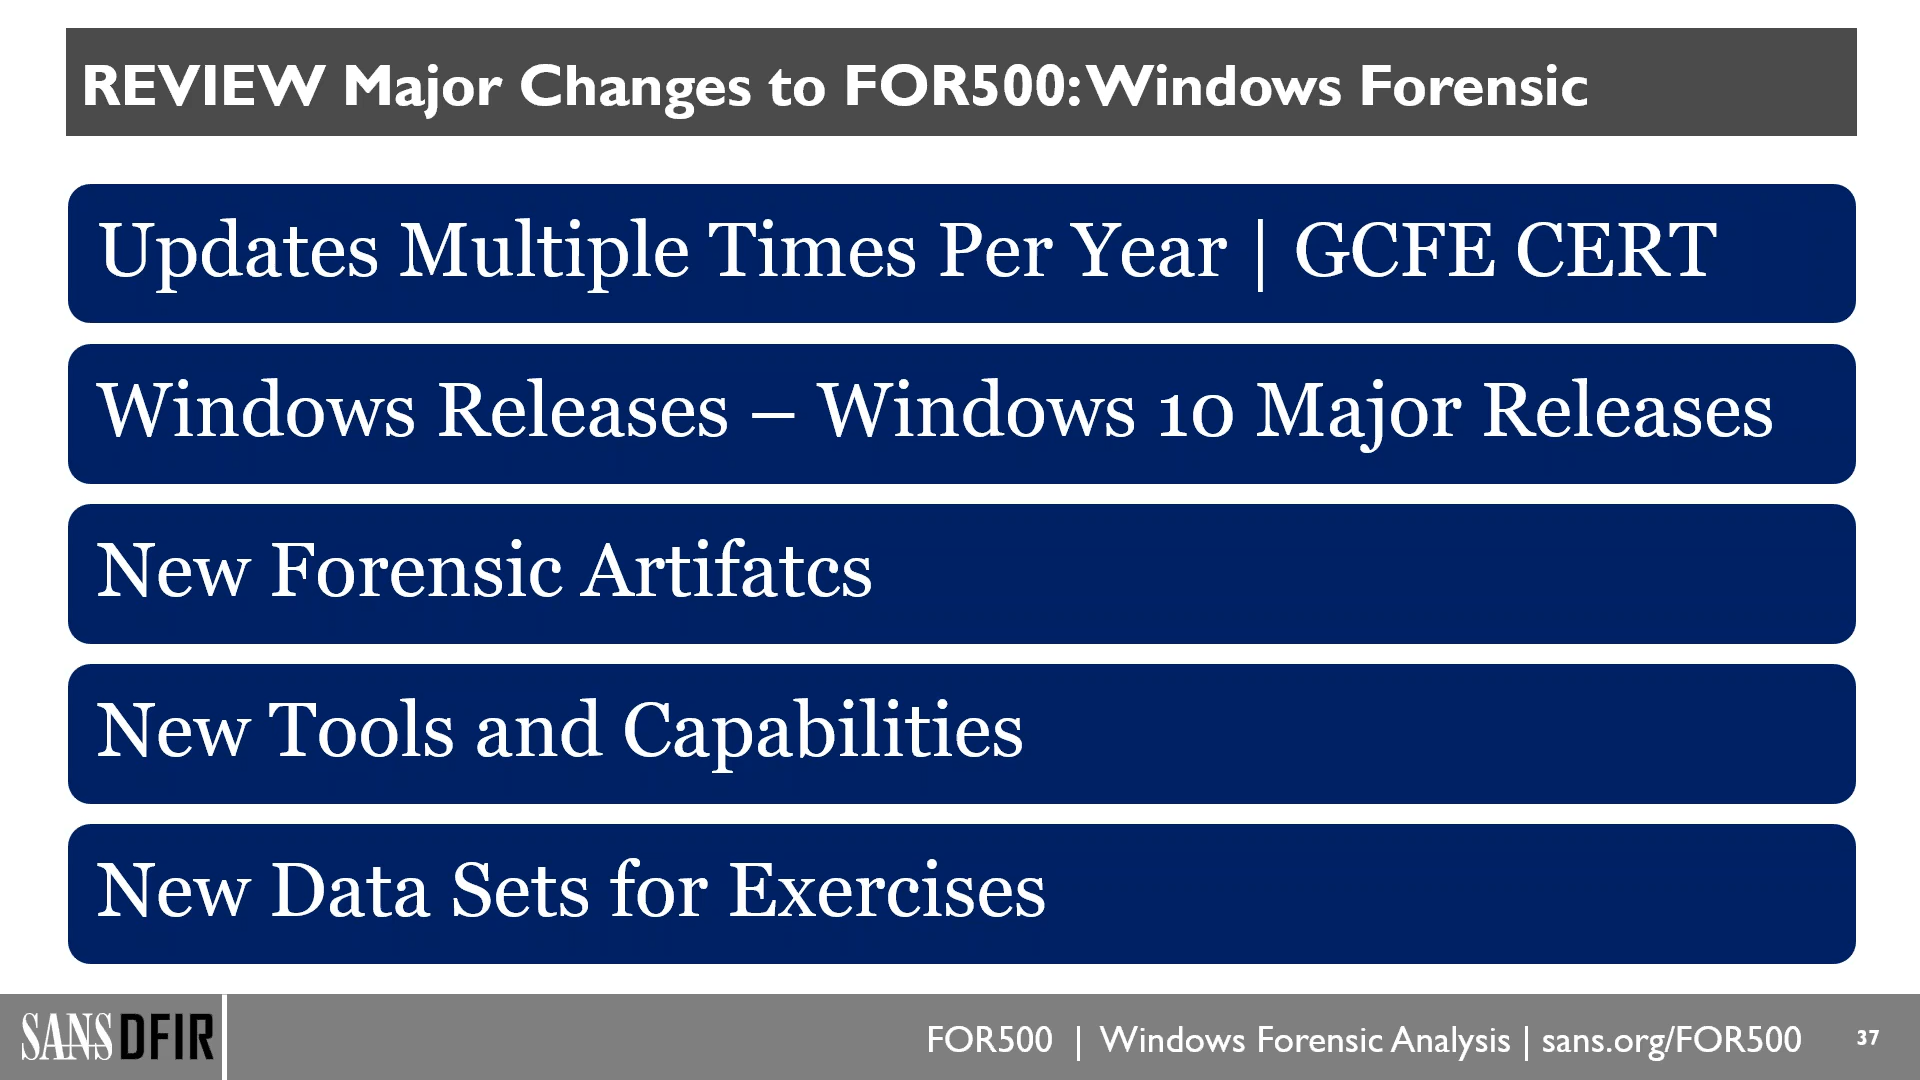 REVIEW Major Changes to FOR500: Windows Forensic
Updates Multiple Times Per Year | GCFE CERT
Windows Releases – Windows 10 Major Releases
New Forensic Artifatcs
New Tools and Capabilities
New Data Sets for Exercises
SANS DFIR
FOR500 | Windows Forensic Analysis | sans.org/FOR500
37